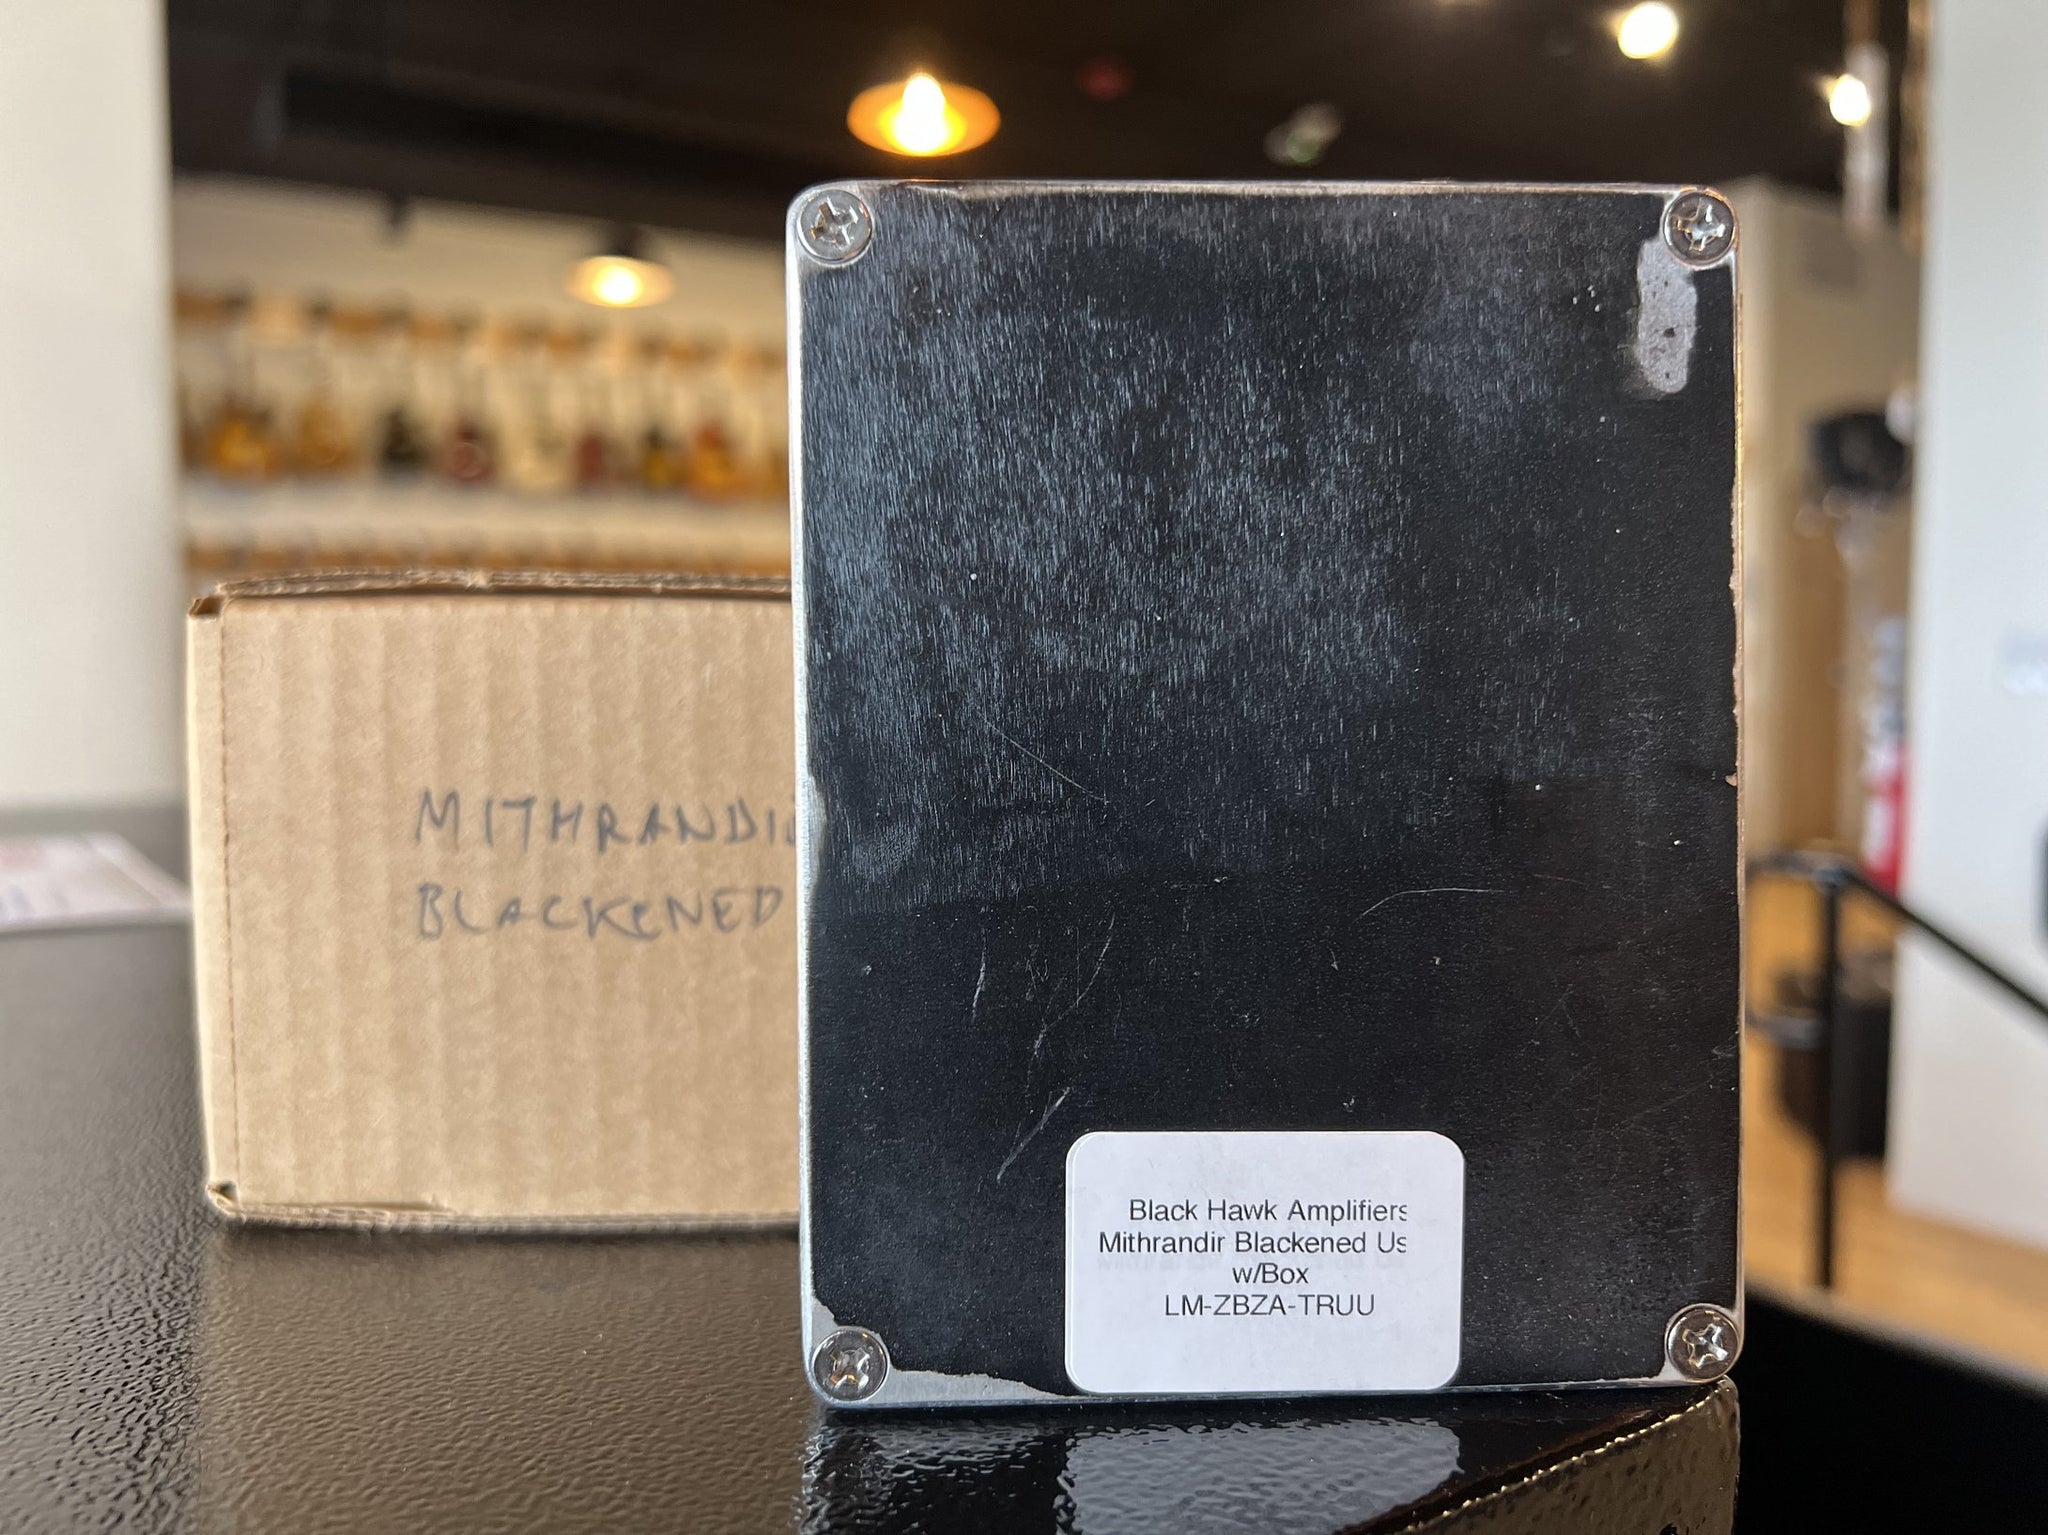 MITHRANDI
BLACKENED
Black Hawk Amplifiers
Mithrandir Blackened Us
w/Box
LM-ZBZA-TRUU